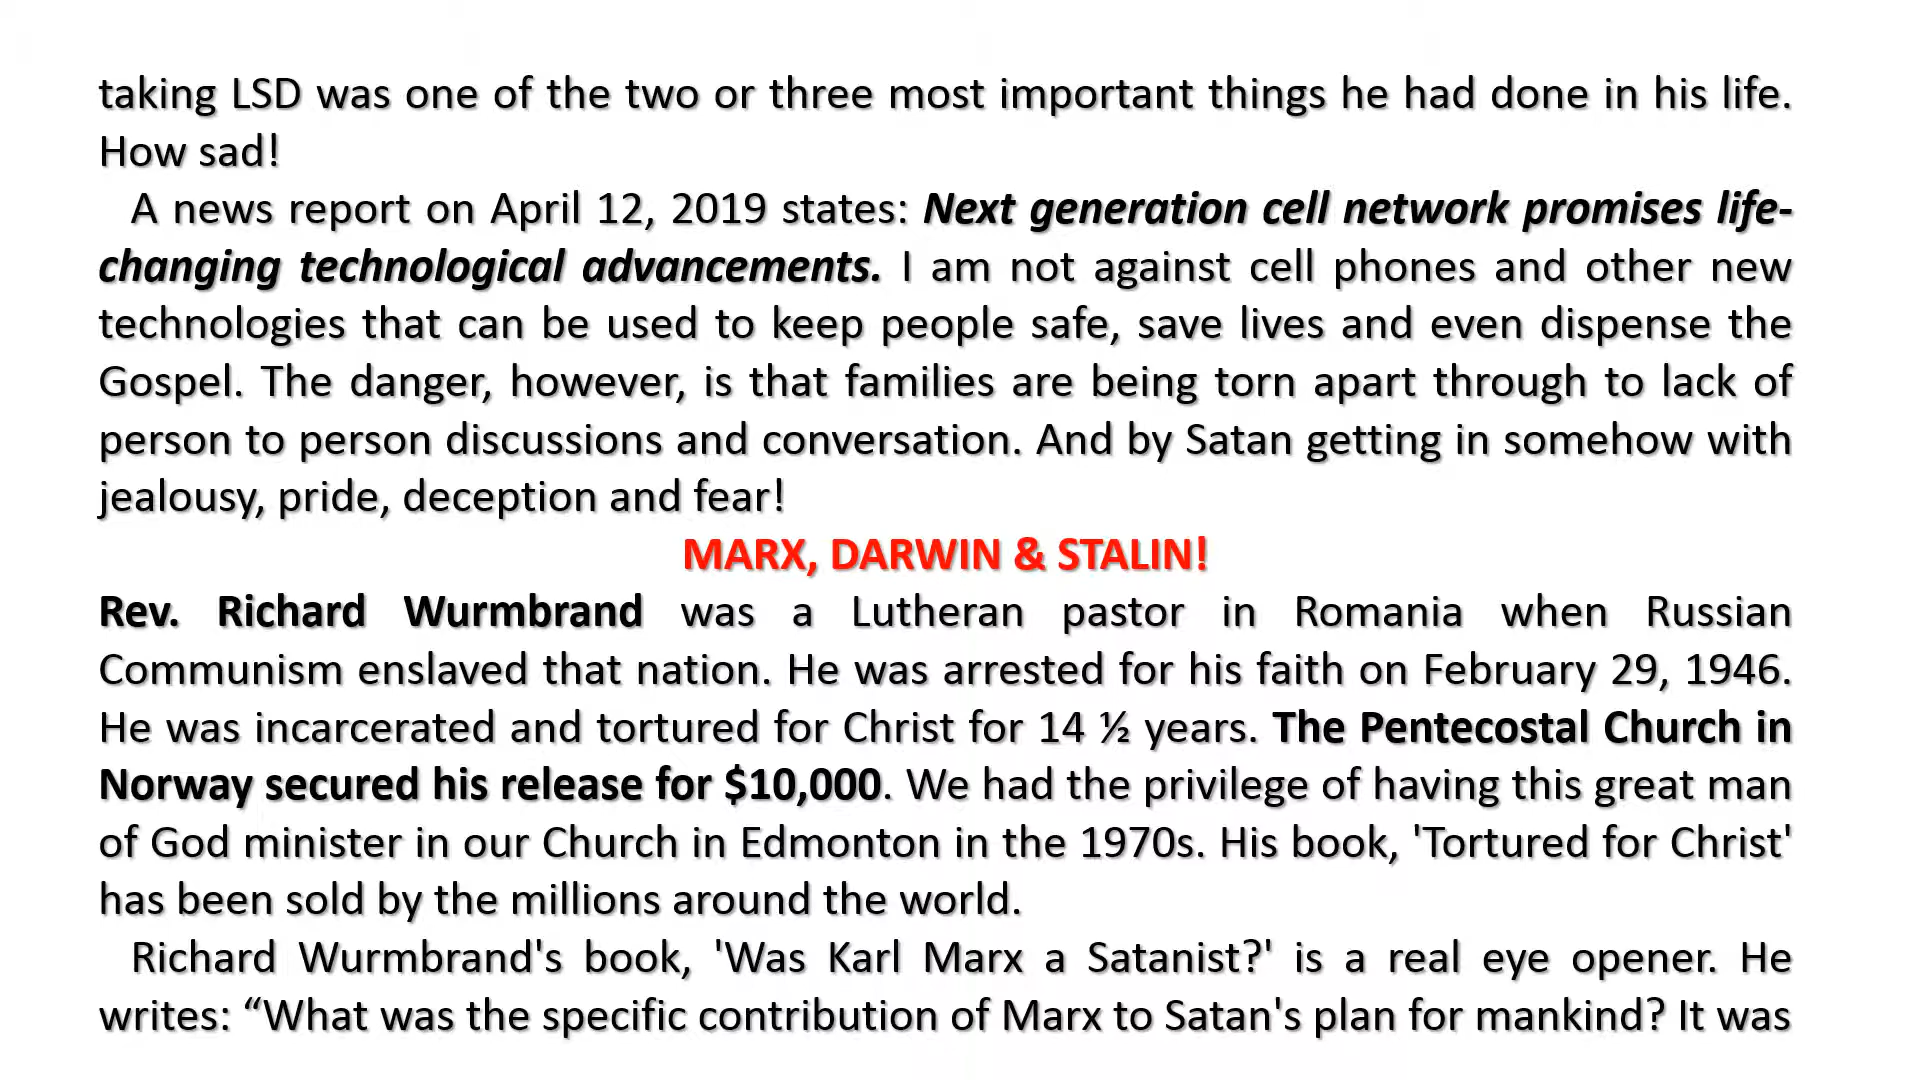 taking LSD was one of the two or three most important things he had done in his life.
How sad!
A news report on April 12, 2019 states: Next generation cell network promises life-
changing technological advancements. I am not against cell phones and other new
technologies that can be used to keep people safe, save lives and even dispense the
Gospel. The danger, however, is that families are being torn apart through to lack of
person to person discussions and conversation. And by Satan getting in somehow with
jealousy, pride, deception and fear!
MARX, DARWIN & STALIN!
Rev. Richard Wurmbrand was a Lutheran pastor in Romania when Russian
Communism enslaved that nation. He was arrested for his faith on February 29, 1946.
He was incarcerated and tortured for Christ for 14 ½ years. The Pentecostal Church in
Norway secured his release for $10,000. We had the privilege of having this great man
of God minister in our Church in Edmonton in the 1970s. His book, 'Tortured for Christ'
has been sold by the millions around the world.
Richard Wurmbrand's book, 'Was Karl Marx a Satanist?' is a real eye opener. He
writes: “What was the specific contribution of Marx to Satan's plan for mankind? It was